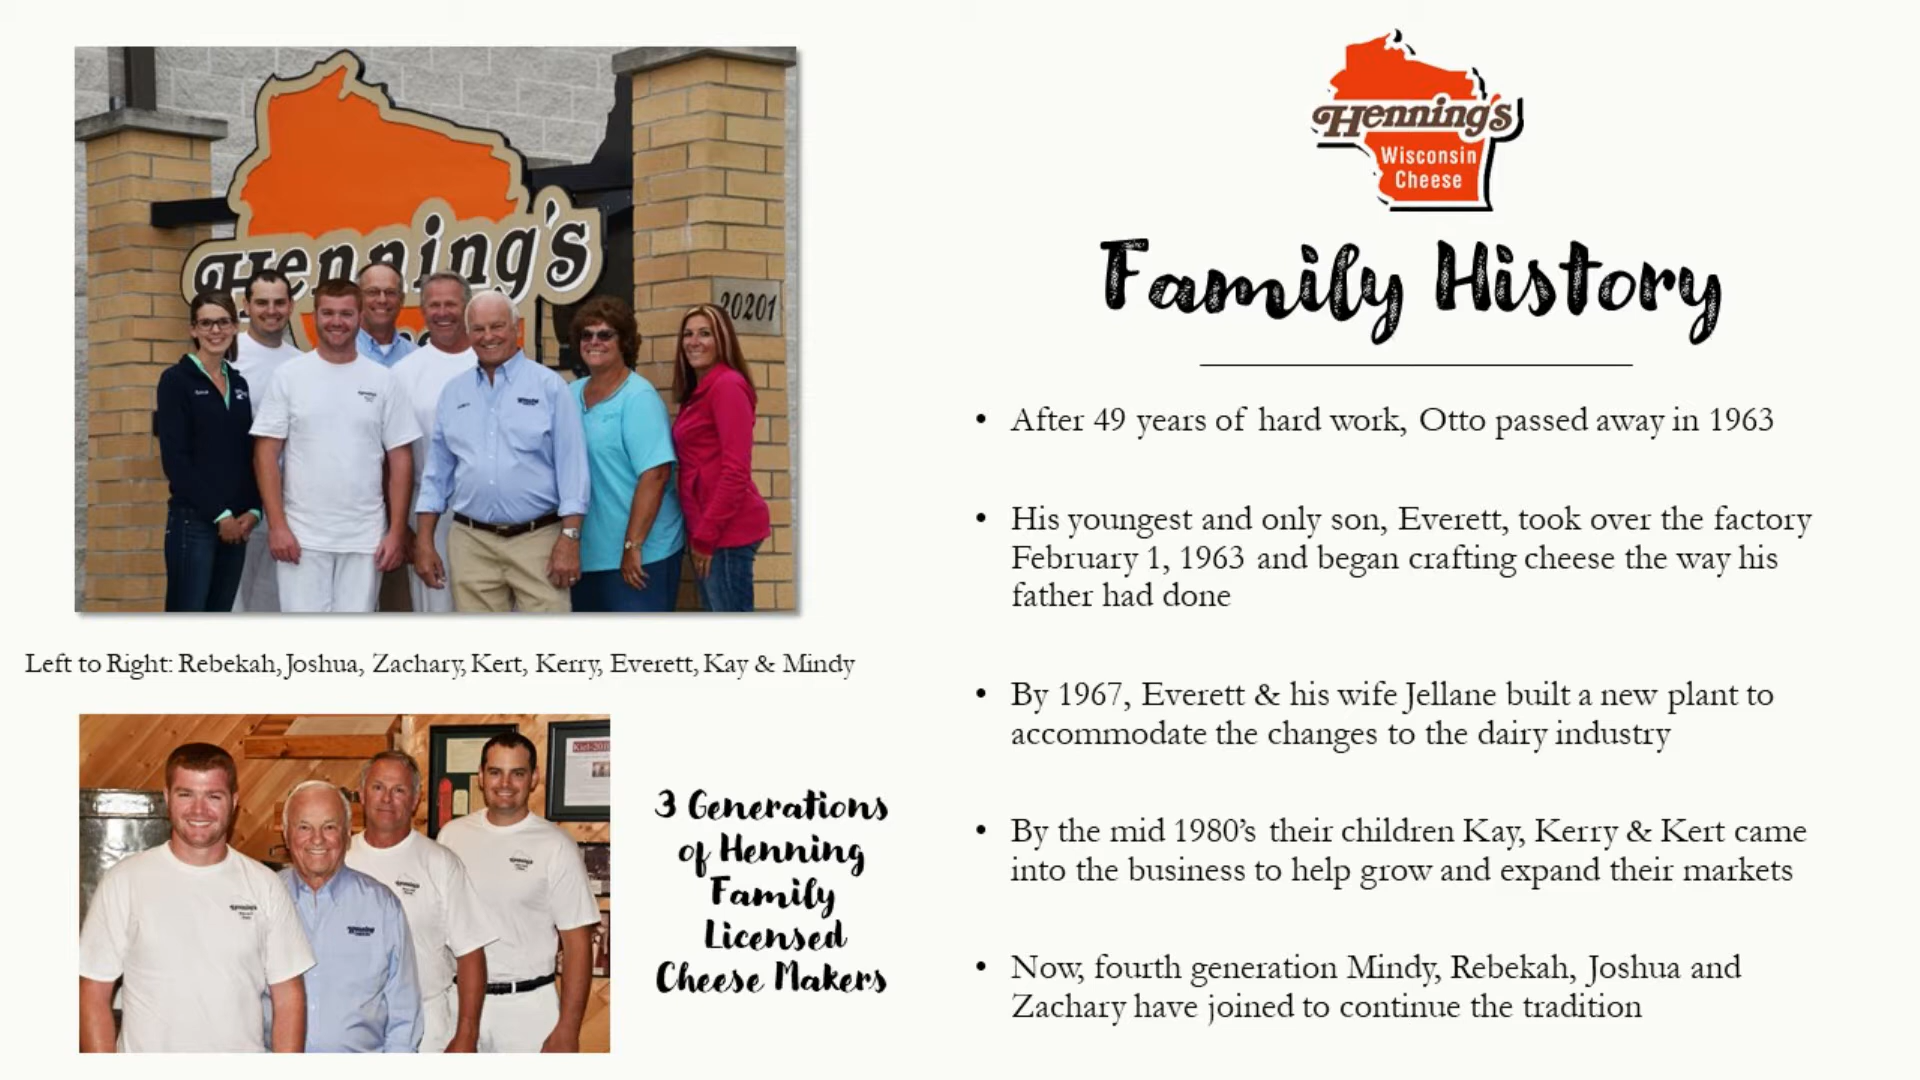 Henning's
20201
Left to Right: Rebekah, Joshua, Zachary, Kert, Kerry, Everett, Kay & Mindy
3 Generations
of Henning
Family
Licensed
Cheese Makers
Henning's
Wisconsin
Cheese
Family History
• After 49 years of hard work, Otto passed away in 1963
• His youngest and only son, Everett, took over the factory
February 1, 1963 and began crafting cheese the way his
father had done
• By 1967, Everett & his wife Jellane built a new plant to
accommodate the changes to the dairy industry
• By the mid 1980's their children Kay, Kerry & Kert came
into the business to help grow and expand their markets
• Now, fourth generation Mindy, Rebekah, Joshua and
Zachary have joined to continue the tradition